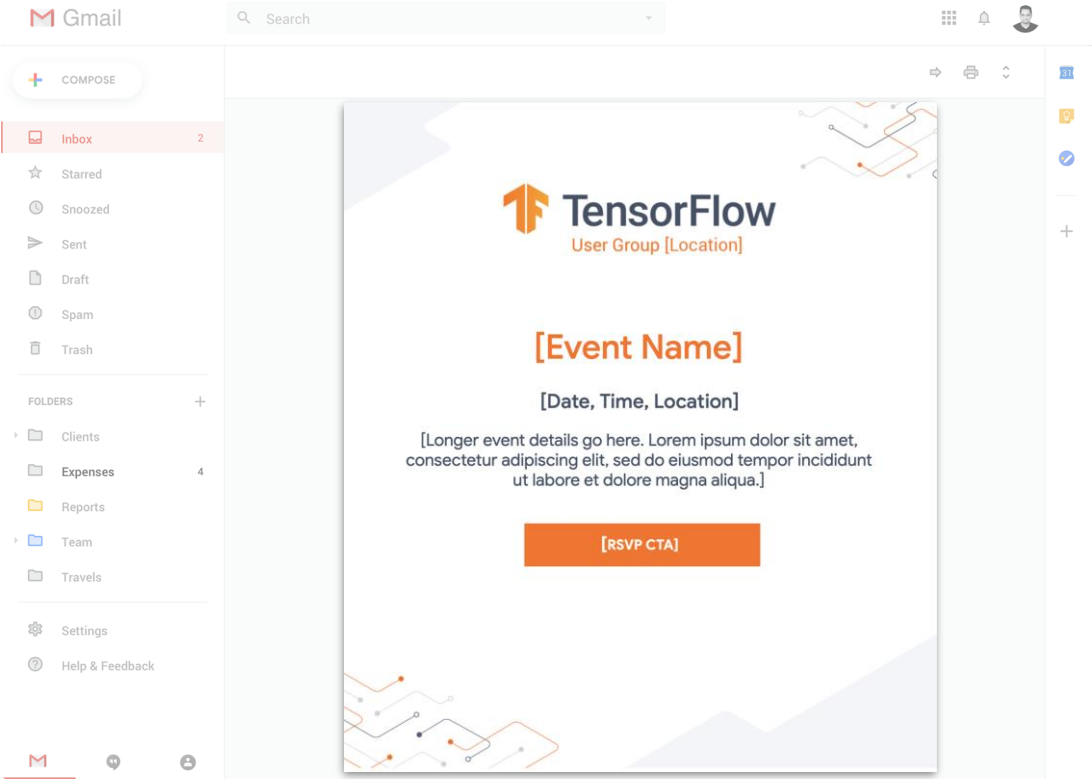 Gmail
Search
COMPOSE
Inbox 2
Starred
Snoozed
Sent
Draft
Spam
Trash
FOLDERS
Clients
Expenses 4
Reports
Team
Travels
Settings
Help & Feedback
TensorFlow
User Group [Location]
[Event Name]
[Date, Time, Location]
[Longer event details go here. Lorem ipsum dolor sit amet,
consectetur adipiscing elit, sed do eiusmod tempor incididunt
ut labore et dolore magna aliqua.]
[RSVP CTA]
31